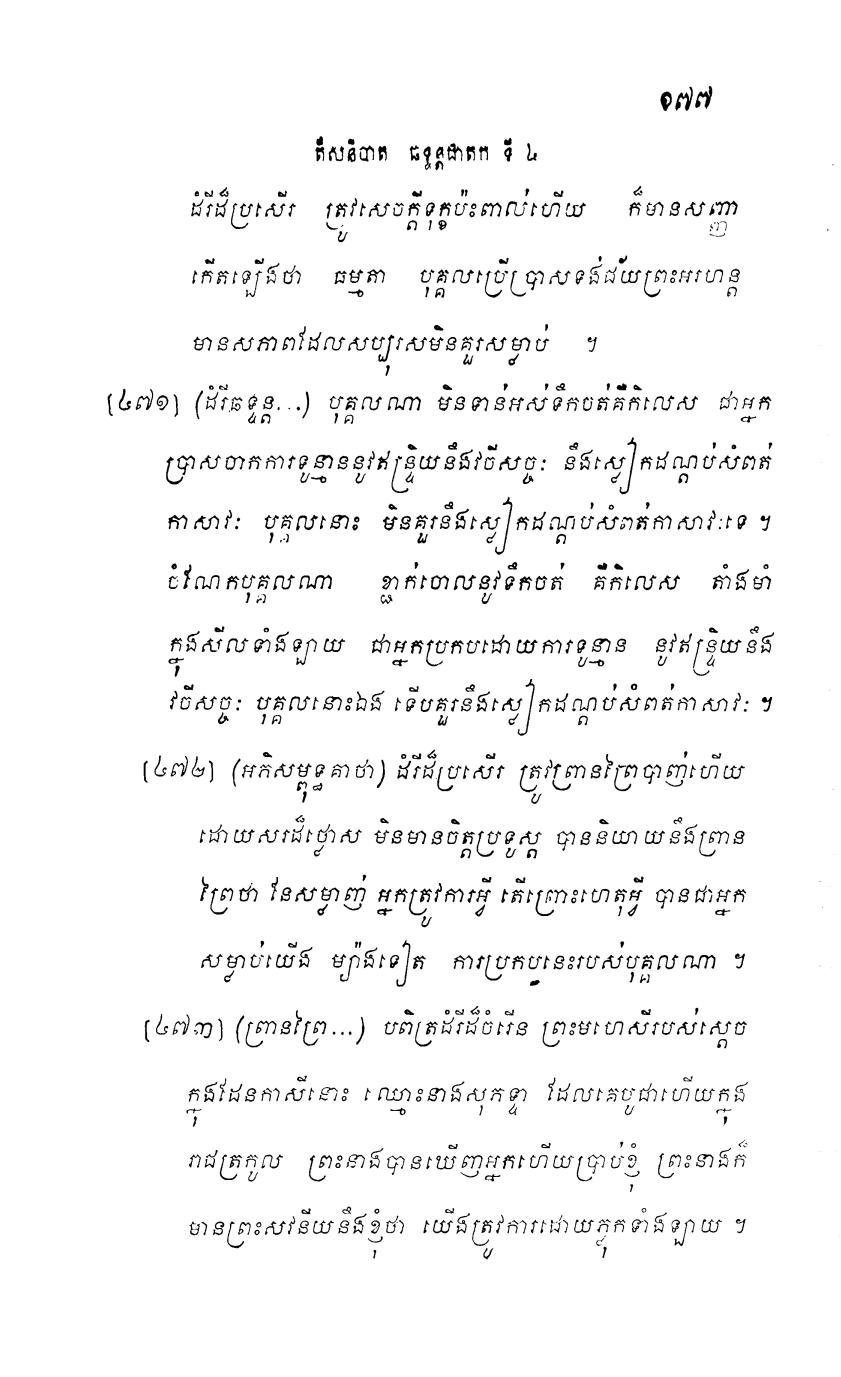 ១៧៧
តឹសនិបាត ឆទ្ទន្តជាតក ទី ៤
ដំរីដ៏ប្រសើរ ត្រូវសេចក្តីទុក្ខប៉ះពាល់ហើយ ក៏មានសញ្ញា
កើតឡើងថា ធម្មតា បុគ្គលប្រើប្រាសទង់ជ័យព្រះអរហន្ត
មានសភាពដែលសប្បុរសមិនគួរសម្លាប់ ។
[៤៧១] (ដំរីឆទ្ទន្ត...) បុគ្គលណា មិនទាន់អស់ទឹកចត់គឺកិលេស ជាអ្នក
ប្រាសចាកការទូន្មាននូវឥន្ទ្រិយនឹងវចីសច្ចៈ នឹងស្លៀកដណ្តប់សំពត់
កាសាវៈ បុគ្គលនោះ មិនគួរនឹងស្លៀកដណ្តប់សំពត់កាសាវៈទេ ។
ចំណែកបុគ្គលណា ខ្ជាក់ចោលនូវទឹកចត់ គឺកិលេស តាំងមាំ
ក្នុងសីលទាំងឡាយ ជាអ្នកប្រកបដោយការទូន្មាន នូវឥន្ទ្រិយនឹង
វចីសច្ចៈ បុគ្គលនោះឯង ទើបគួរនឹងស្លៀកដណ្តប់សំពត់កាសាវៈ ។
[៤៧២] (អភិសម្ពុទ្ធគាថា) ដំរីដ៏ប្រសើរ ត្រូវព្រានព្រៃបាញ់ហើយ
ដោយសរដ៏ថ្លោស មិនមានចិត្តប្រទូស្ត បាននិយាយនឹងព្រាន
ព្រៃថា នែសម្លាញ់ អ្នកត្រូវការអ្វី តើព្រោះហេតុអ្វី បានជាអ្នក
សម្លាប់យើង ម្យ៉ាងទៀត ការប្រកបនេះរបស់បុគ្គលណា ។
[៤៧៣] (ព្រានព្រៃ...) បពិត្រដំរីដ៏ចំរើន ព្រះមហេសីរបស់ស្តេច
ក្នុងដែនកាសីនោះ ឈ្មោះនាងសុភទ្ទា ដែលគេបូជាហើយក្នុង
រាជត្រកូល ព្រះនាងបានឃើញអ្នកហើយប្រាប់ខ្ញុំ ព្រះនាងក៏
មានព្រះសវនីយនឹងខ្ញុំថា យើងត្រូវការដោយភ្លុកទាំងឡាយ ។